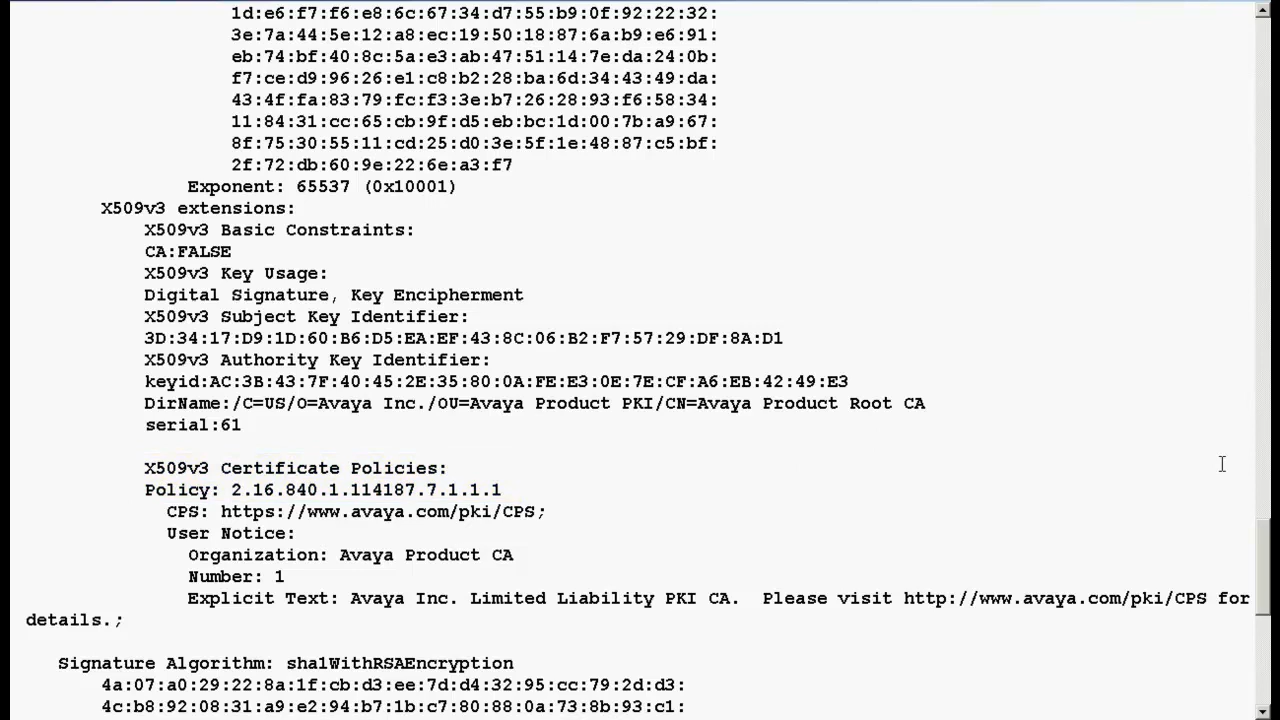 1d:e6:f7:f6:e8:6c:67:34:d7:55:b9:0f:92:22:32:
3e:7a:44:5e:12:a8:ec:19:50:18:87:6a:b9:e6:91:
eb:74:bf:40:8c:5a:e3:ab:47:51:14:7e:da:24:0b:
f7:ce:d9:96:26:e1:c8:b2:28:ba:6d:34:43:49:da:
43:4f:fa:83:79:fc:f3:3e:b7:26:28:93:f6:58:34:
11:84:31:cc:65:cb:9f:d5:eb:bc:1d:00:7b:a9:67:
8f:75:30:55:11:cd:25:d0:3e:5f:1e:48:87:c5:bf:
2f:72:db:60:9e:22:6e:a3:f7
Exponent: 65537 (0x10001)
X509v3 extensions:
X509v3 Basic Constraints:
CA:FALSE
X509v3 Key Usage:
Digital Signature, Key Encipherment
X509v3 Subject Key Identifier:
3D:34:17:D9:1D:60:B6:D5:EA:EF:43:8C:06:B2:F7:57:29:DF:8A:D1
X509v3 Authority Key Identifier:
keyid:AC:3B:43:7F:40:45:2E:35:80:0A:FE:E3:0E:7E:CF:A6:EB:42:49:E3
DirName:/C=US/O=Avaya Inc./OU=Avaya Product PKI/CN=Avaya Product Root CA
serial:61
X509v3 Certificate Policies:
Policy: 2.16.840.1.114187.7.1.1.1
CPS: https://www.avaya.com/pki/CPS;
User Notice:
Organization: Avaya Product CA
Number: 1
Explicit Text: Avaya Inc. Limited Liability PKI CA.  Please visit http://www.avaya.com/pki/CPS for
details.;
Signature Algorithm: sha1WithRSAEncryption
4a:07:a0:29:22:8a:1f:cb:d3:ee:7d:d4:32:95:cc:79:2d:d3:
4c:b8:92:08:31:a9:e2:94:b7:1b:c7:80:88:0a:73:8b:93:c1: